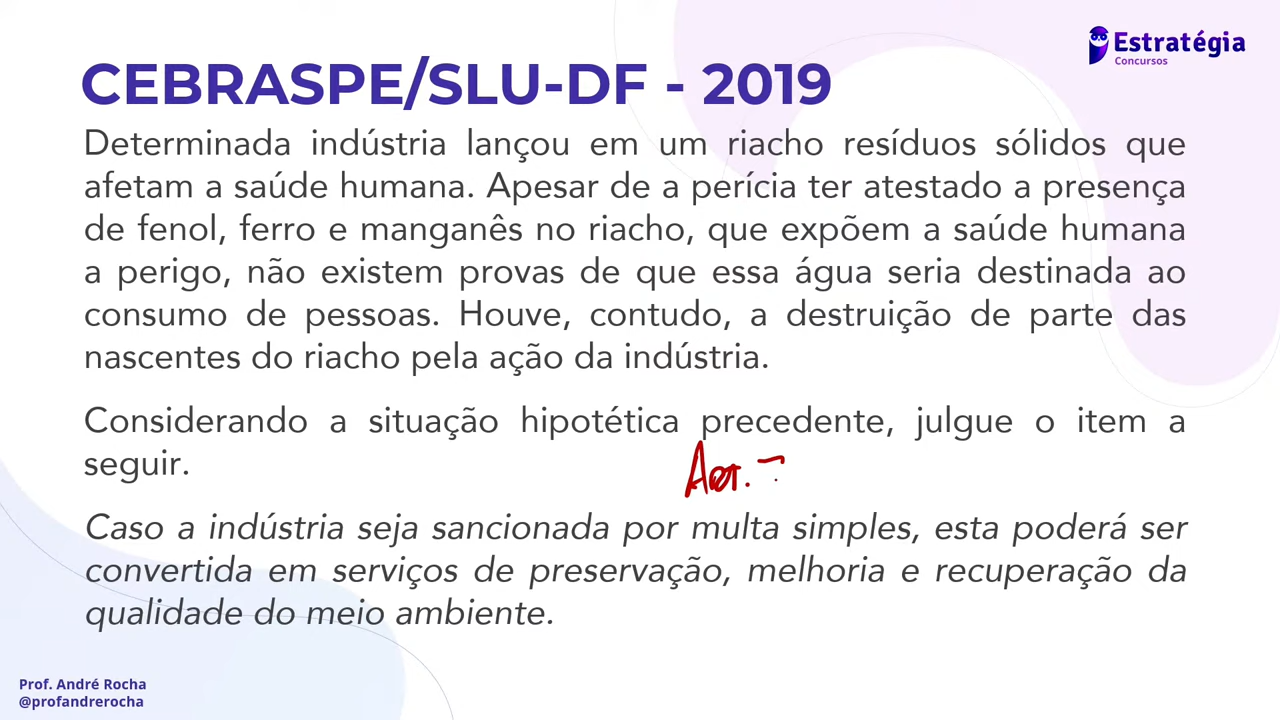 Estratégia
Concursos
CEBRASPE/SLU-DF - 2019
Determinada indústria lançou em um riacho resíduos sólidos que
afetam a saúde humana. Apesar de a perícia ter atestado a presença
de fenol, ferro e manganês no riacho, que expõem a saúde humana
a perigo, não existem provas de que essa água seria destinada ao
consumo de pessoas. Houve, contudo, a destruição de parte das
nascentes do riacho pela ação da indústria.
Considerando a situação hipotética precedente, julgue o item a
seguir.
Caso a indústria seja sancionada por multa simples, esta poderá ser
convertida em serviços de preservação, melhoria e recuperação da
qualidade do meio ambiente.
Prof. André Rocha
@profandrerocha